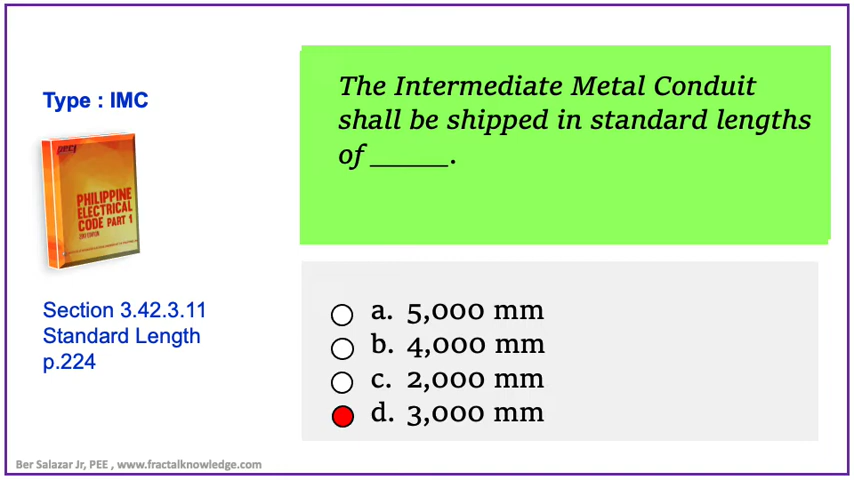 Type : IMC
PHILIPPINE
ELECTRICAL
CODE PART 1
Section 3.42.3.11
Standard Length
p.224
The Intermediate Metal Conduit
shall be shipped in standard lengths
of _____.
a. 5,000 mm
b. 4,000 mm
c. 2,000 mm
d. 3,000 mm
Ber Salazar Jr, PEE , www.fractalknowledge.com